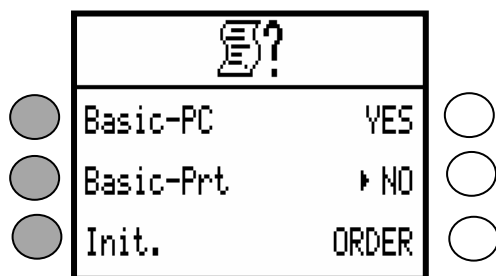 ?
Basic-PC YES
Basic-Prt ▸ NO
Init. ORDER